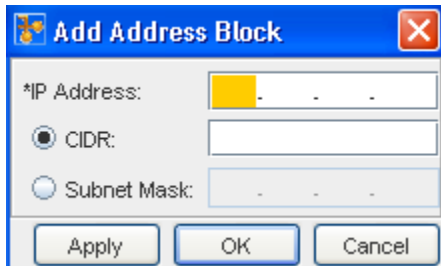 Add Address Block
*IP Address: . . .
CIDR:
Subnet Mask: . . .
Apply OK Cancel